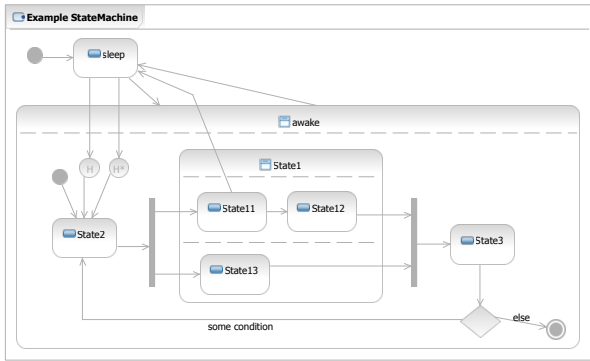 Example StateMachine
sleep
awake
H
H*
State1
State11
State12
State2
State3
State13
else
some condition